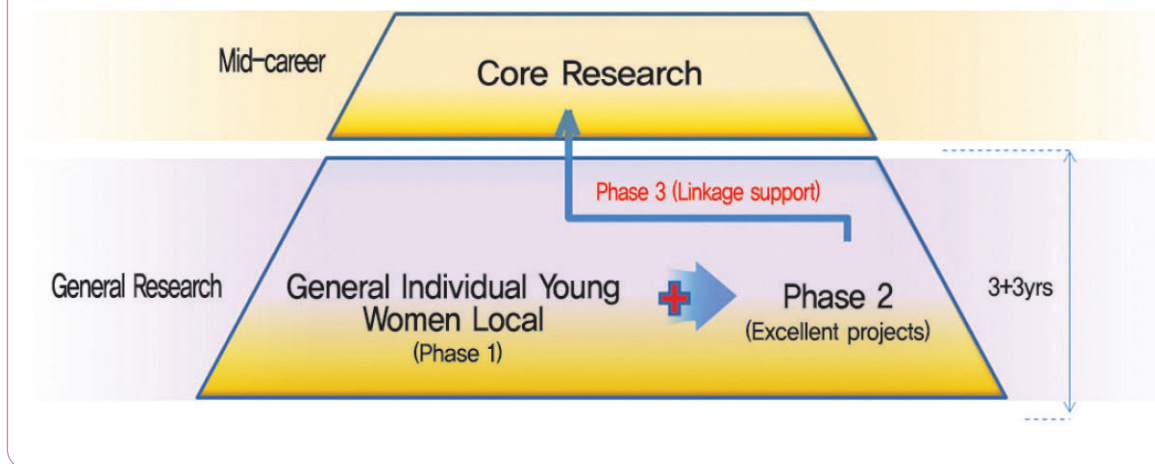 Mid-career
Core Research
Phase 3 (Linkage support)
General Research
General Individual Young
Women Local
(Phase 1)
Phase 2
(Excellent projects)
3+3yrs